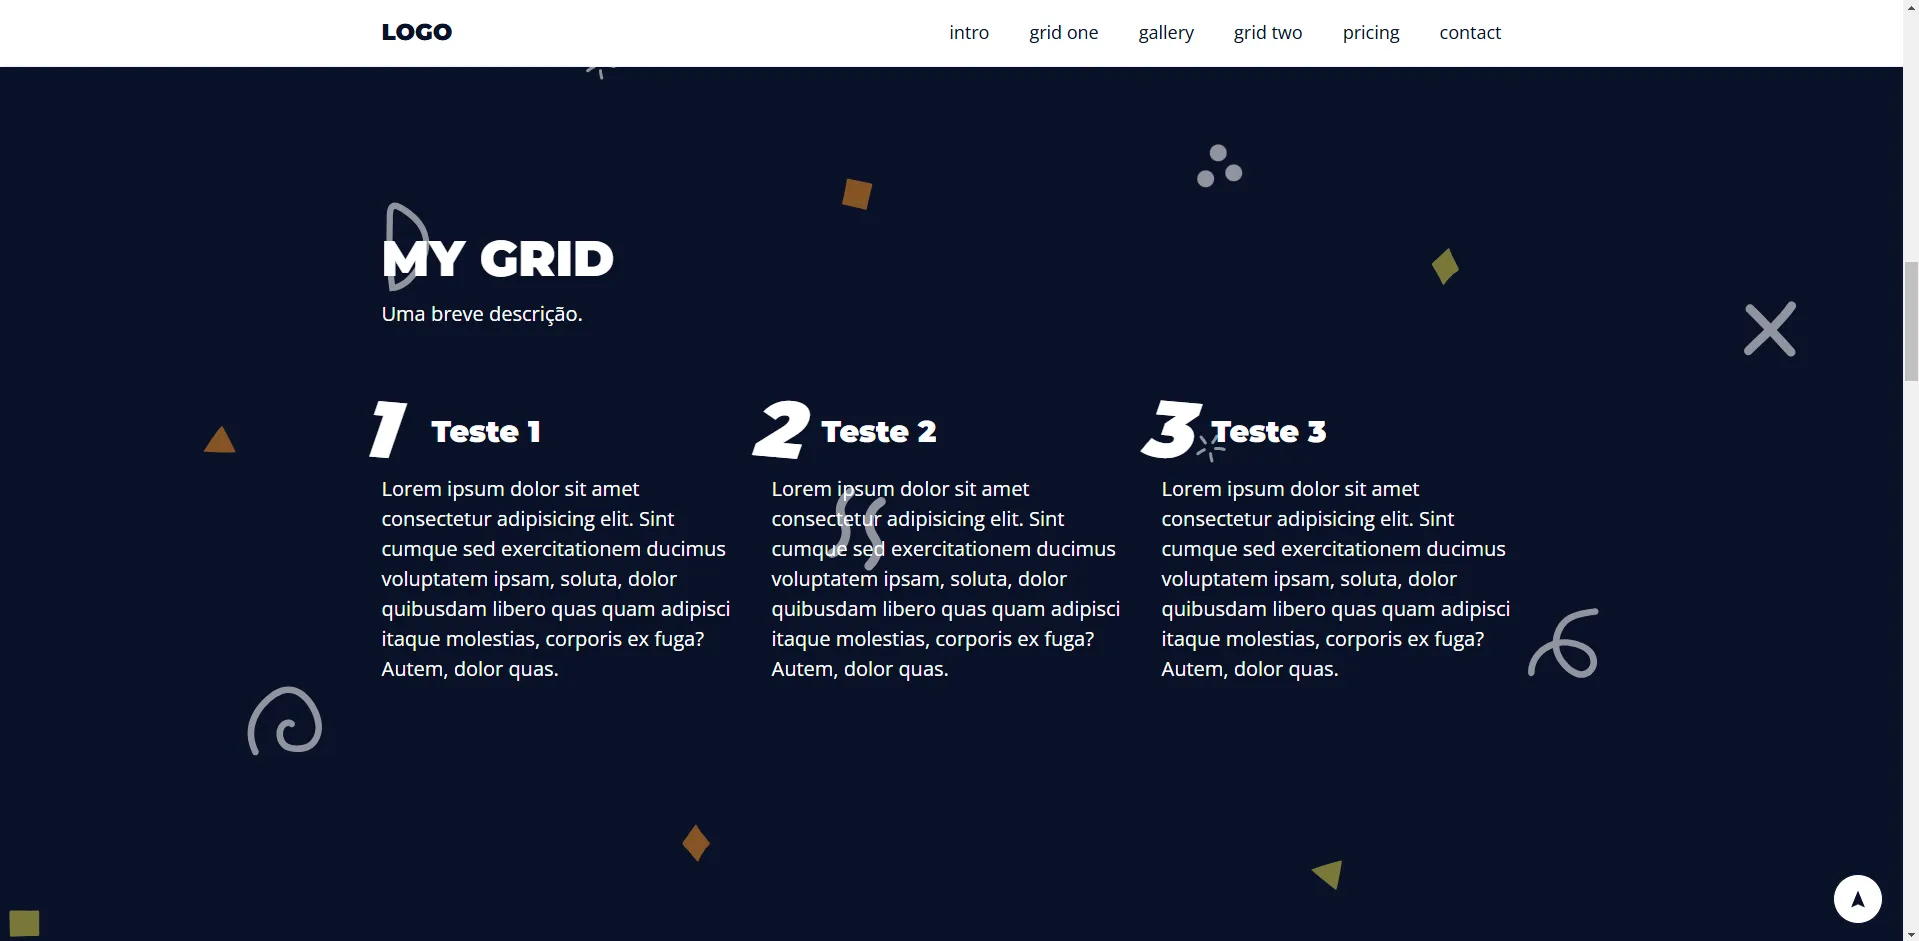 LOGO
intro grid one gallery grid two pricing contact
MY GRID
Uma breve descrição.
1 Teste 1
Lorem ipsum dolor sit amet
consectetur adipisicing elit. Sint
cumque sed exercitationem ducimus
voluptatem ipsam, soluta, dolor
quibusdam libero quas quam adipisci
itaque molestias, corporis ex fuga?
Autem, dolor quas.
2 Teste 2
Lorem ipsum dolor sit amet
consectetur adipisicing elit. Sint
cumque sed exercitationem ducimus
voluptatem ipsam, soluta, dolor
quibusdam libero quas quam adipisci
itaque molestias, corporis ex fuga?
Autem, dolor quas.
3 Teste 3
Lorem ipsum dolor sit amet
consectetur adipisicing elit. Sint
cumque sed exercitationem ducimus
voluptatem ipsam, soluta, dolor
quibusdam libero quas quam adipisci
itaque molestias, corporis ex fuga?
Autem, dolor quas.